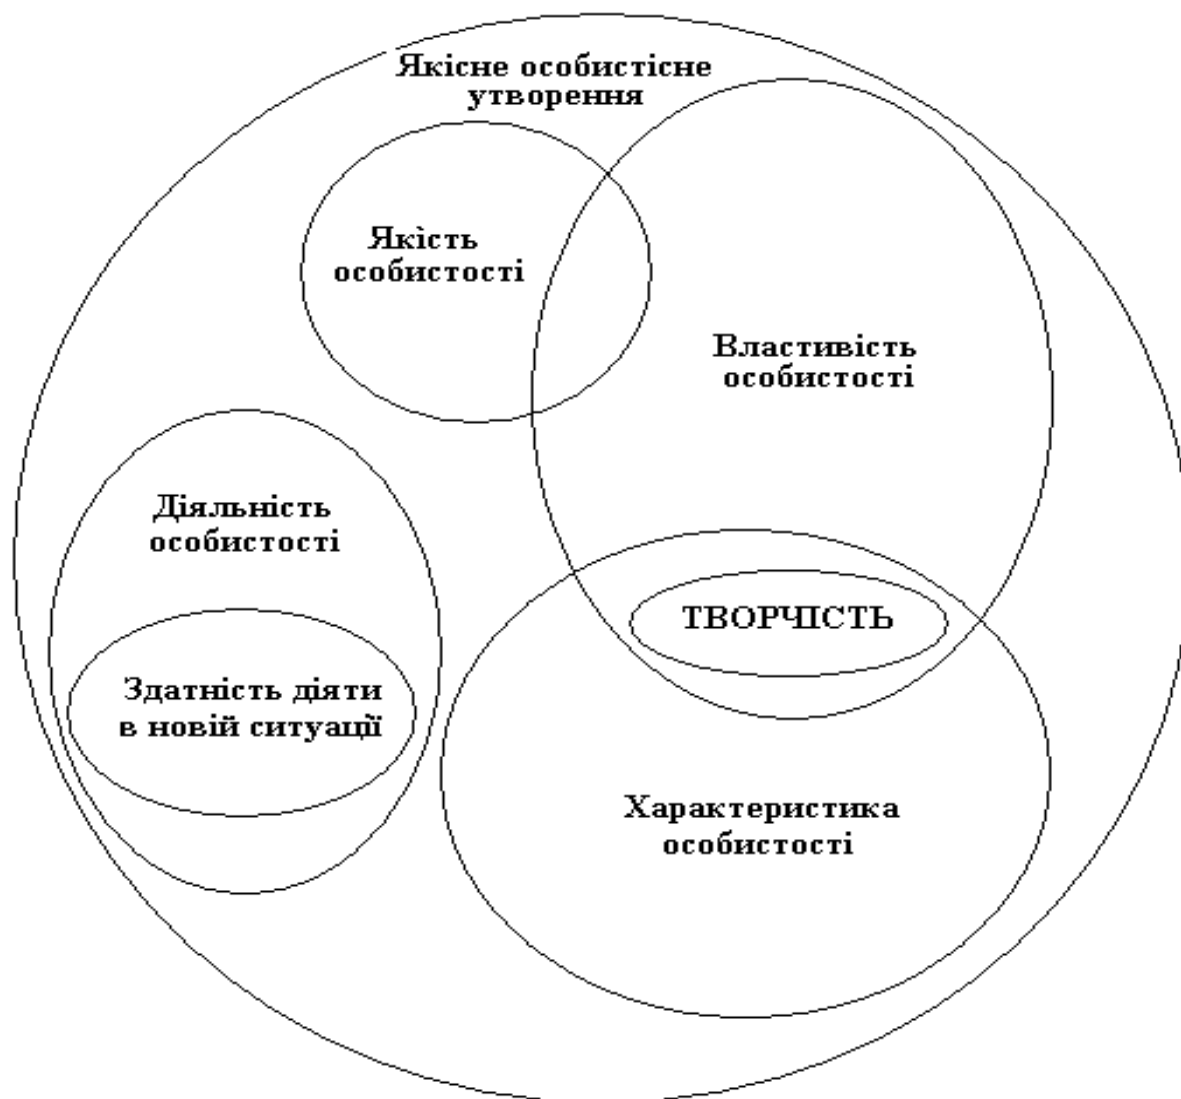 Якісне особистісне
утворення
Якість
особистості
Властивість
особистості
Діяльність
особистості
ТВОРЧІСТЬ
Здатність діяти
в новій ситуації
Характеристика
особистості